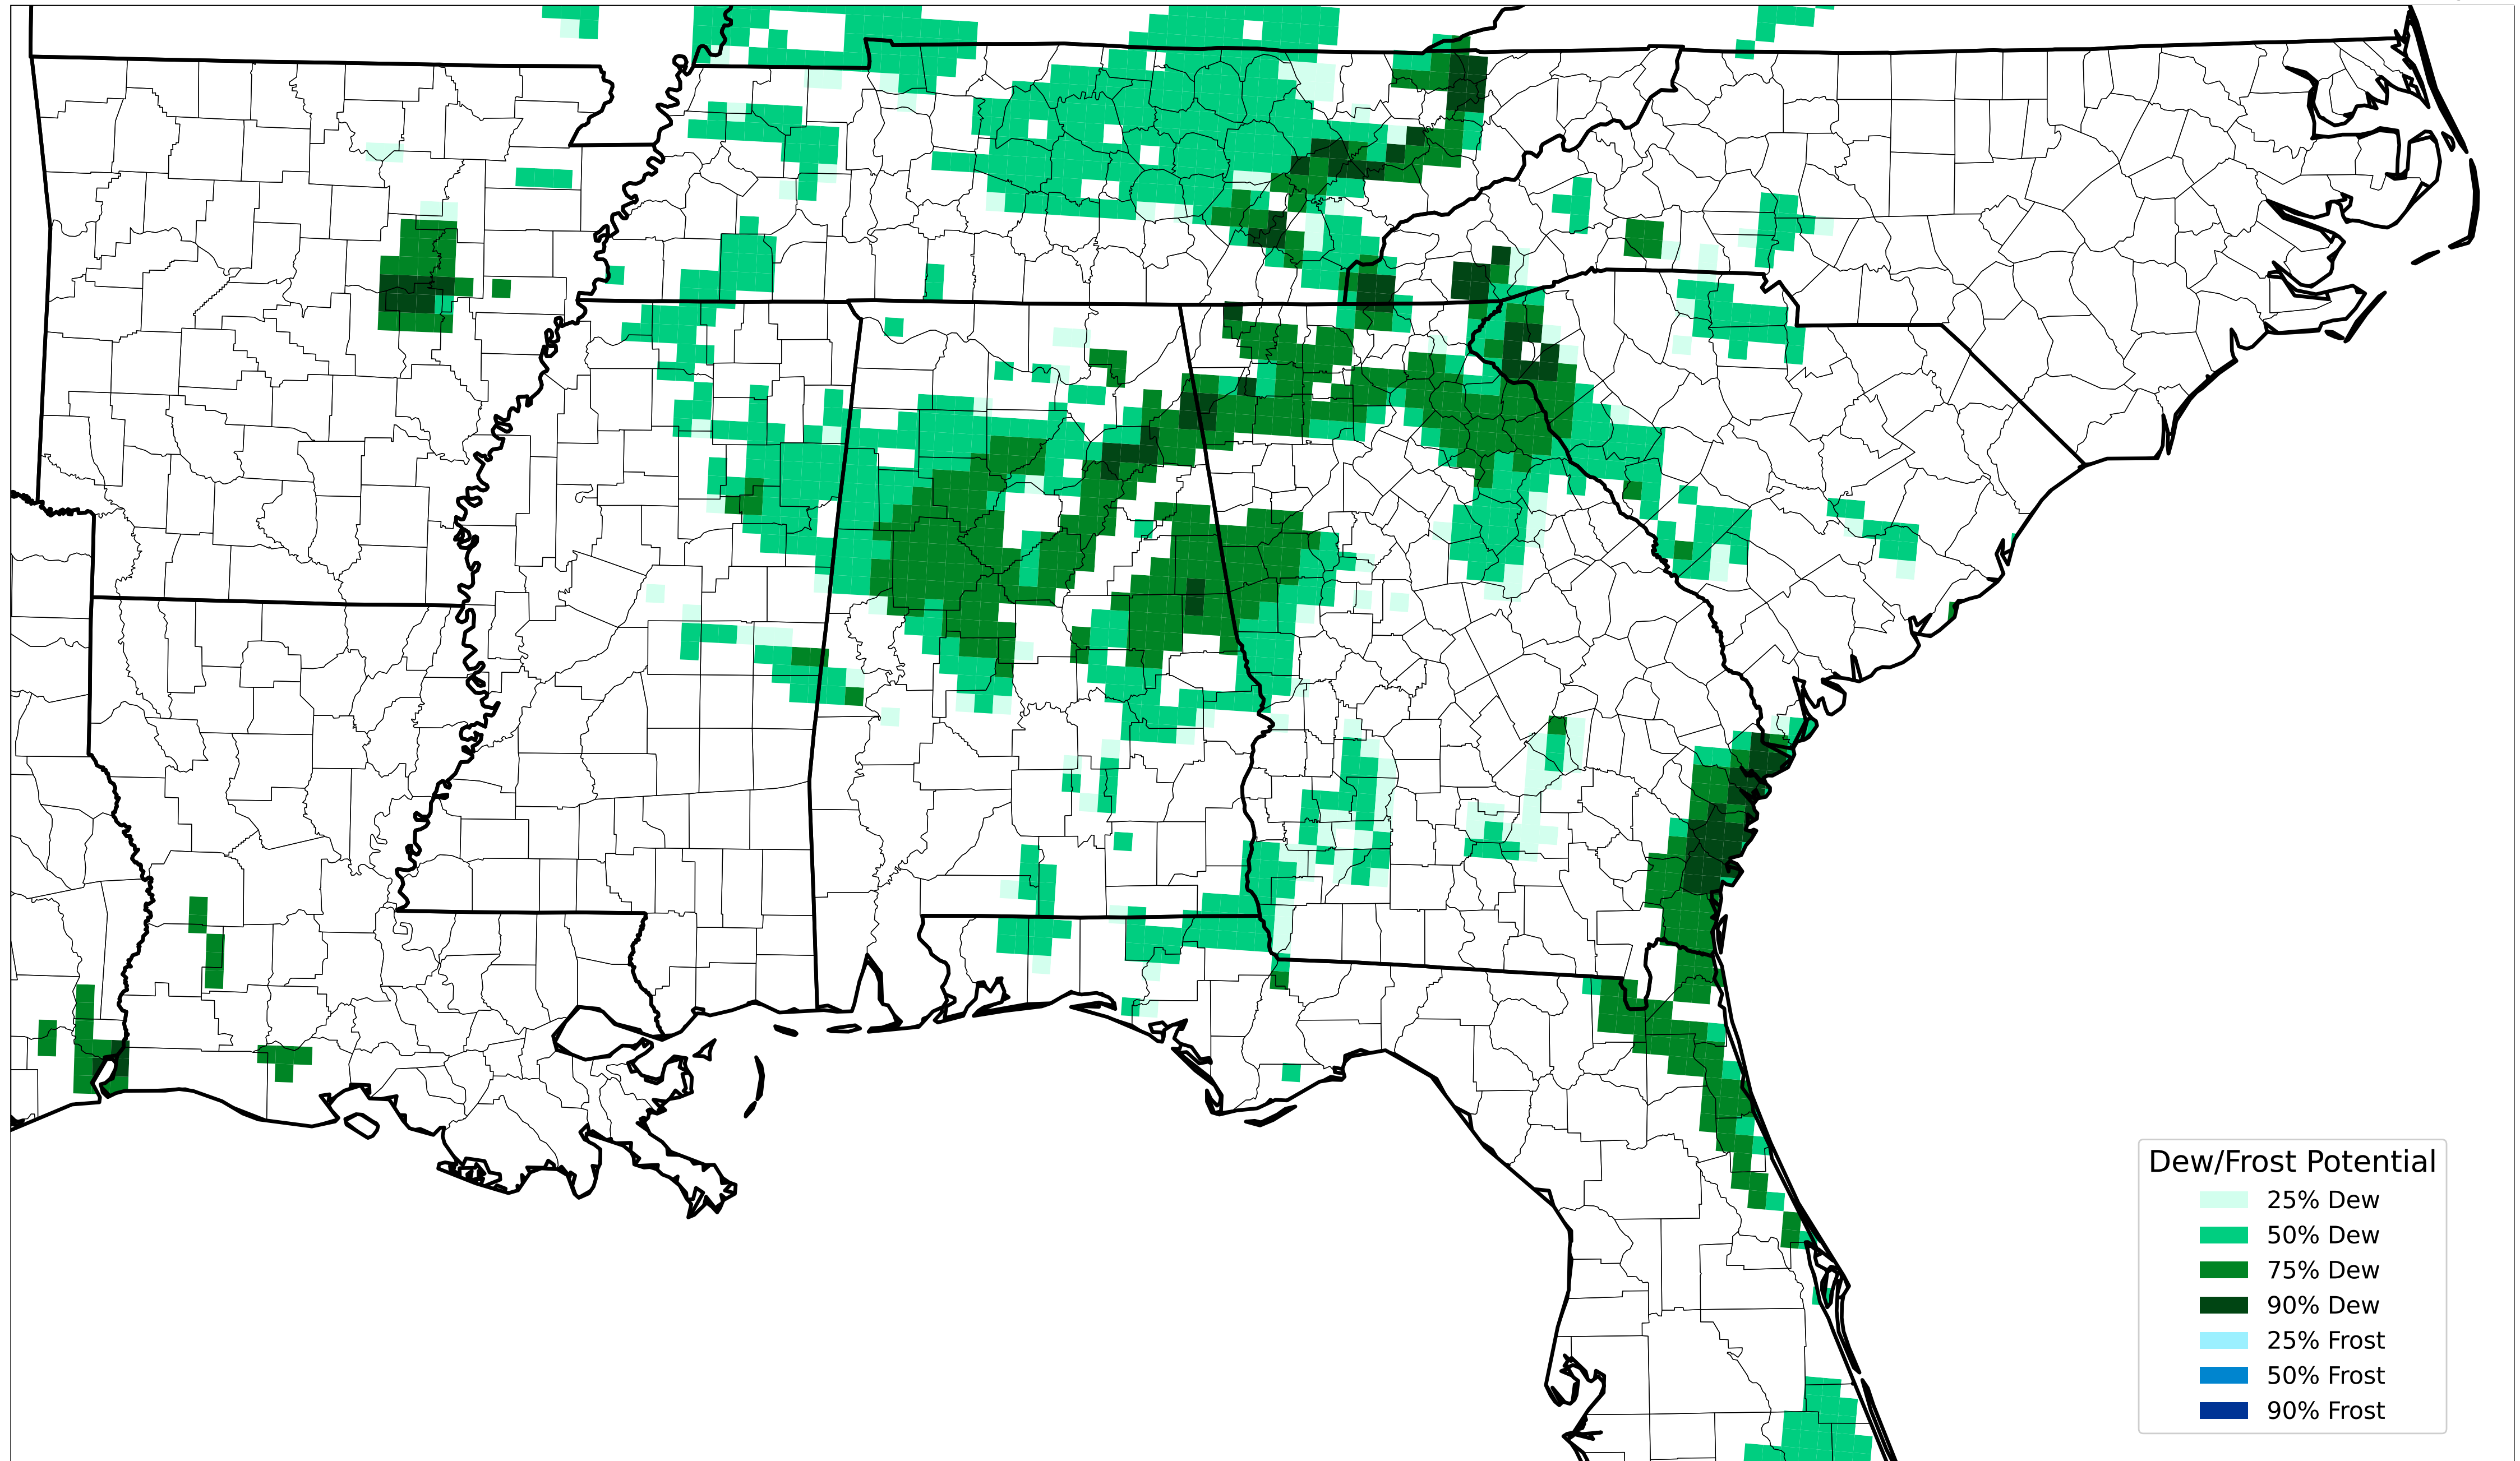 Dew/Frost Potential
25% Dew
50% Dew
75% Dew
90% Dew
25% Frost
50% Frost
90% Frost